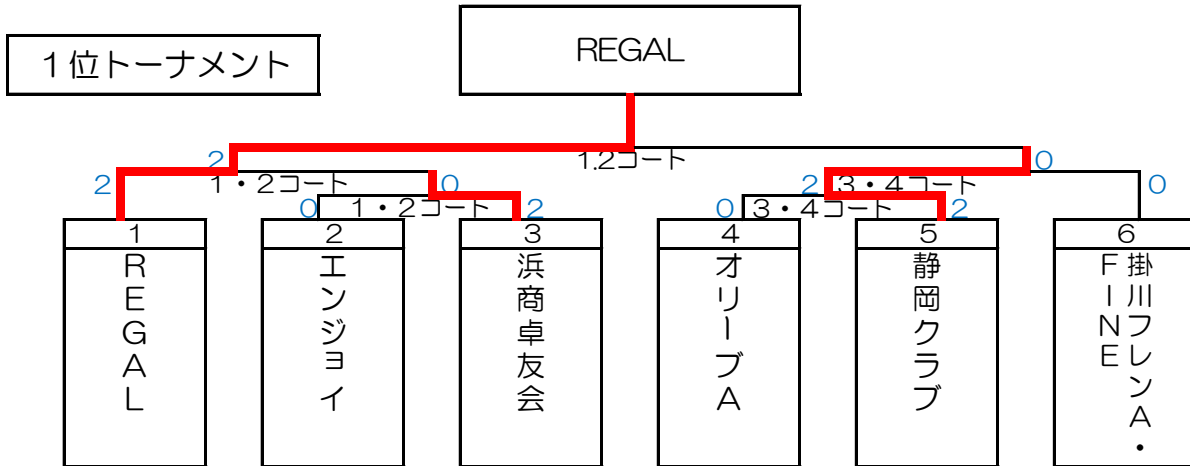 REGAL
1位トーナメント
2 1.2コート 0
2 1・2コート 0 2 3・4コート 0
0 1・2コート 2 0 3・4コート 2
1 2 3 4 5 6
REGAL
エンジョイ
浜商卓友会
オリーブA
静岡クラブ
掛川フレンA・
FINE